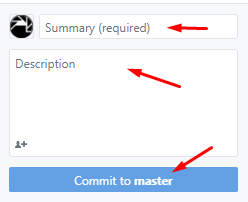 Summary (required)
Description
Commit to master